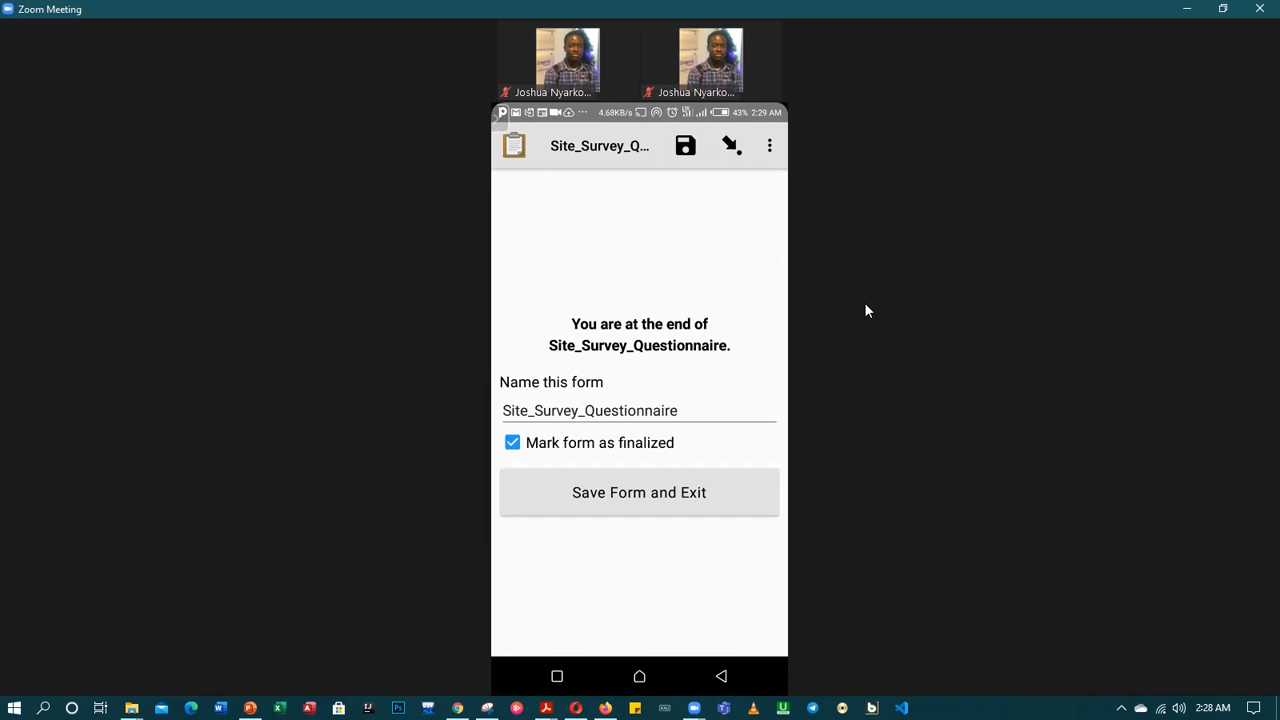 Zoom Meeting
Joshua Nyarko...
Joshua Nyarko...
4.68KB/s 43% 2:29 AM
Site_Survey_Q...
You are at the end of
Site_Survey_Questionnaire.
Name this form
Site_Survey_Questionnaire
Mark form as finalized
Save Form and Exit
2:28 AM